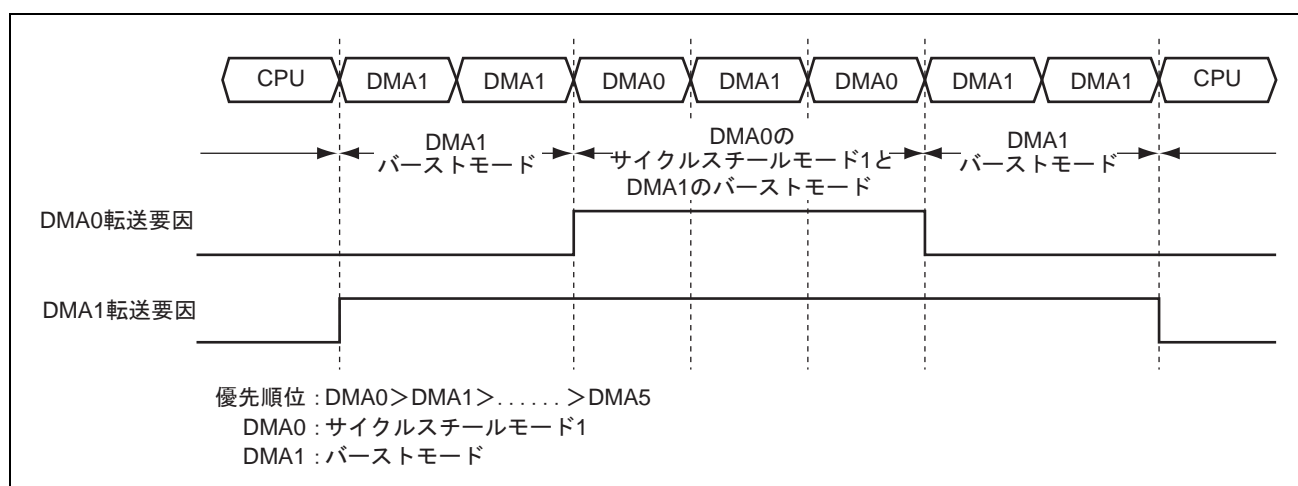 CPU DMA1 DMA1 DMA0 DMA1 DMA0 DMA1 DMA1 CPU
DMA1
バーストモード
DMA0の
サイクルスチールモード1と
DMA1のバーストモード
DMA1
バーストモード
DMA0転送要因
DMA1転送要因
優先順位 : DMA0＞DMA1＞......＞DMA5
DMA0 : サイクルスチールモード1
DMA1 : バーストモード